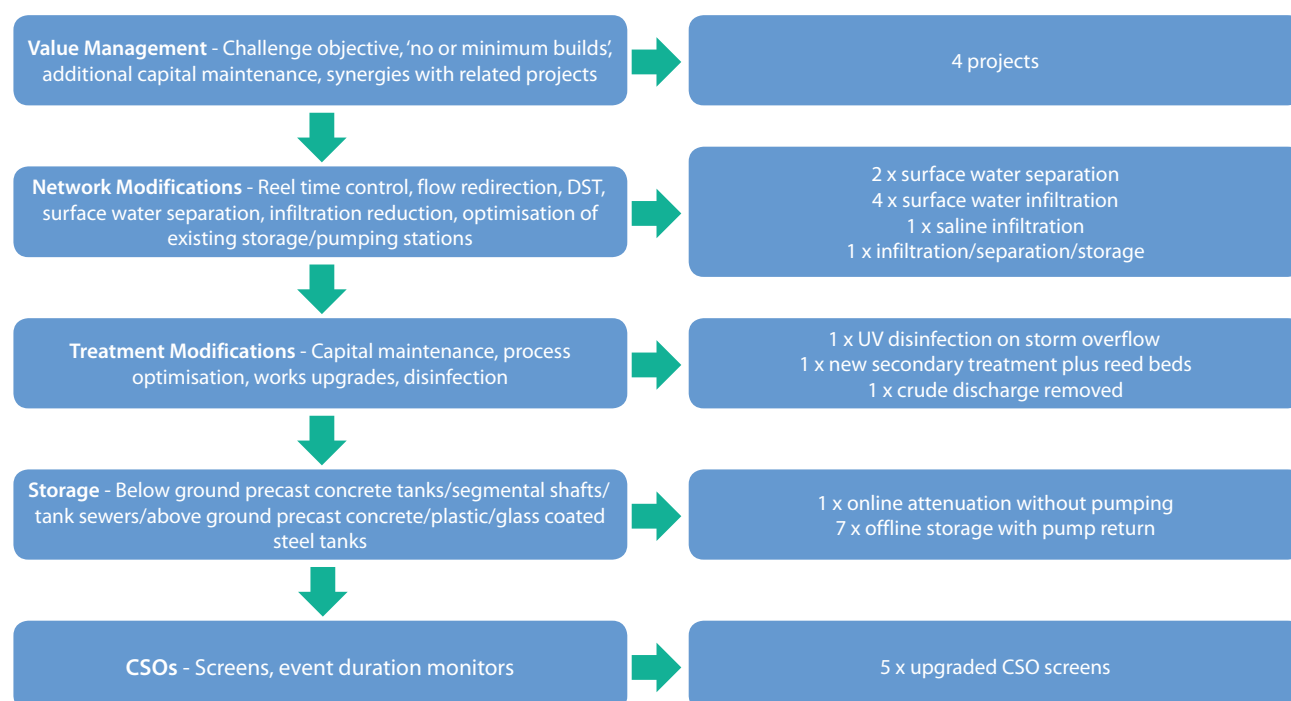 Value Management - Challenge objective, ‘no or minimum builds’,
additional capital maintenance, synergies with related projects
4 projects
Network Modifications - Reel time control, flow redirection, DST,
surface water separation, infiltration reduction, optimisation of
existing storage/pumping stations
2 x surface water separation
4 x surface water infiltration
1 x saline infiltration
1 x infiltration/separation/storage
Treatment Modifications - Capital maintenance, process
optimisation, works upgrades, disinfection
1 x UV disinfection on storm overflow
1 x new secondary treatment plus reed beds
1 x crude discharge removed
Storage - Below ground precast concrete tanks/segmental shafts/
tank sewers/above ground precast concrete/plastic/glass coated
steel tanks
1 x online attenuation without pumping
7 x offline storage with pump return
CSOs - Screens, event duration monitors
5 x upgraded CSO screens